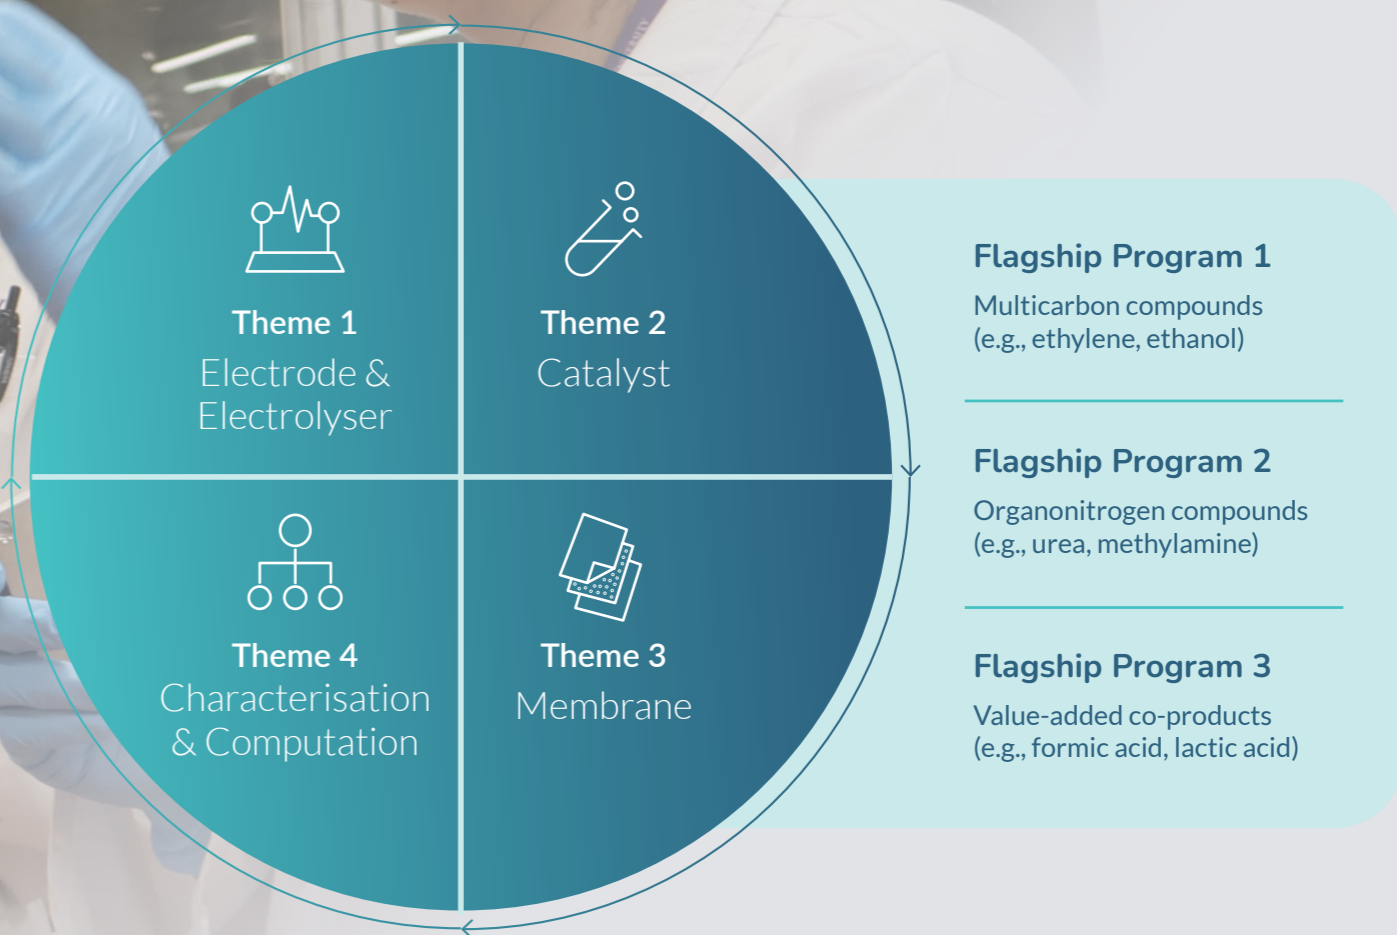 Theme 1
Electrode &
Electrolyser
Theme 2
Catalyst
Theme 4
Characterisation
& Computation
Theme 3
Membrane
Flagship Program 1
Multicarbon compounds
(e.g., ethylene, ethanol)
Flagship Program 2
Organonitrogen compounds
(e.g., urea, methylamine)
Flagship Program 3
Value-added co-products
(e.g., formic acid, lactic acid)